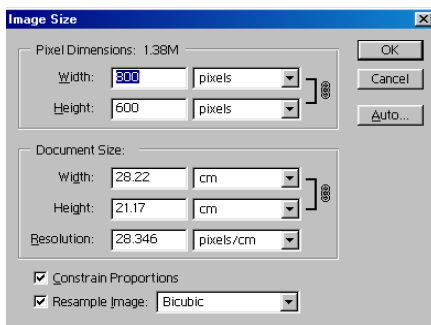 Image Size
Pixel Dimensions: 1.38M
Width: 800 pixels
Height: 600 pixels
Document Size:
Width: 28.22 cm
Height: 21.17 cm
Resolution: 28.346 pixels/cm
Constrain Proportions
Resample Image: Bicubic
OK
Cancel
Auto...